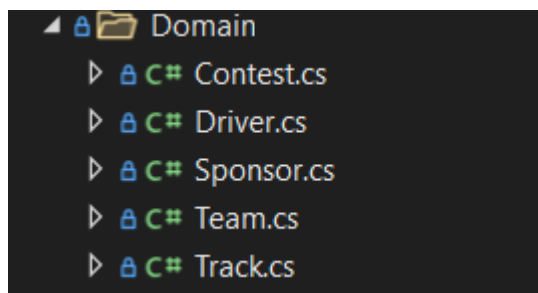 Domain
C# Contest.cs
C# Driver.cs
C# Sponsor.cs
C# Team.cs
C# Track.cs